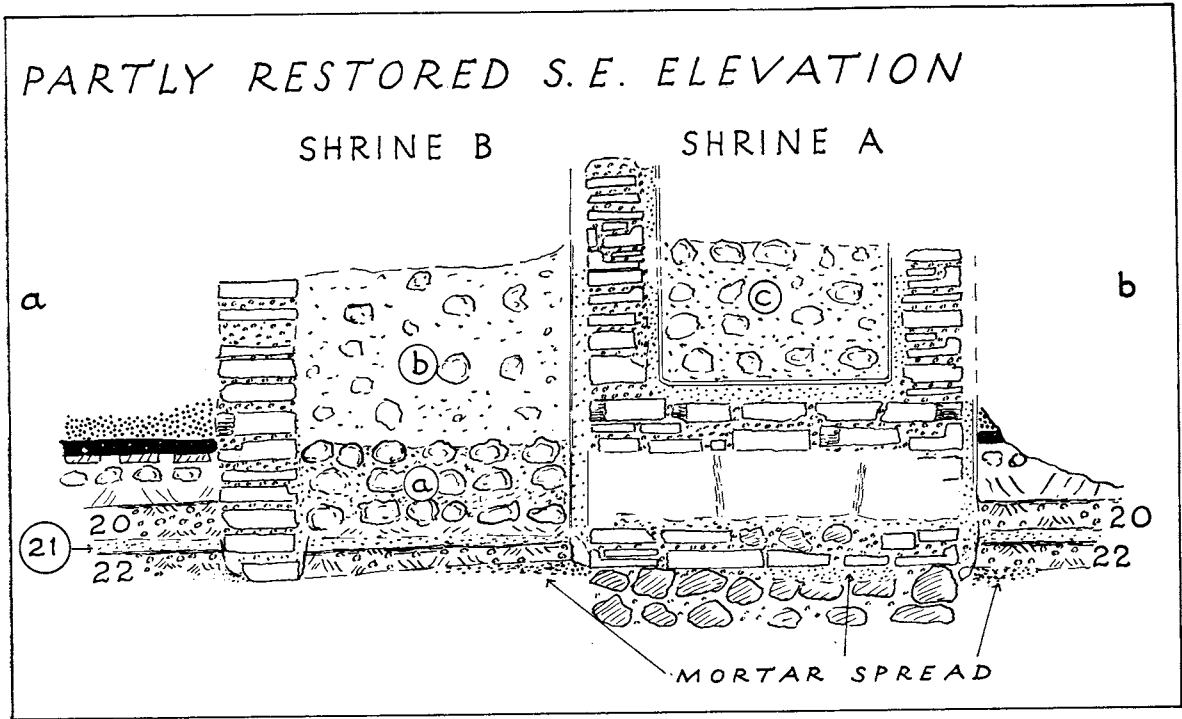 PARTLY RESTORED S.E. ELEVATION
SHRINE B SHRINE A
a b
c
b
a
20 20
21
22 22
MORTAR SPREAD